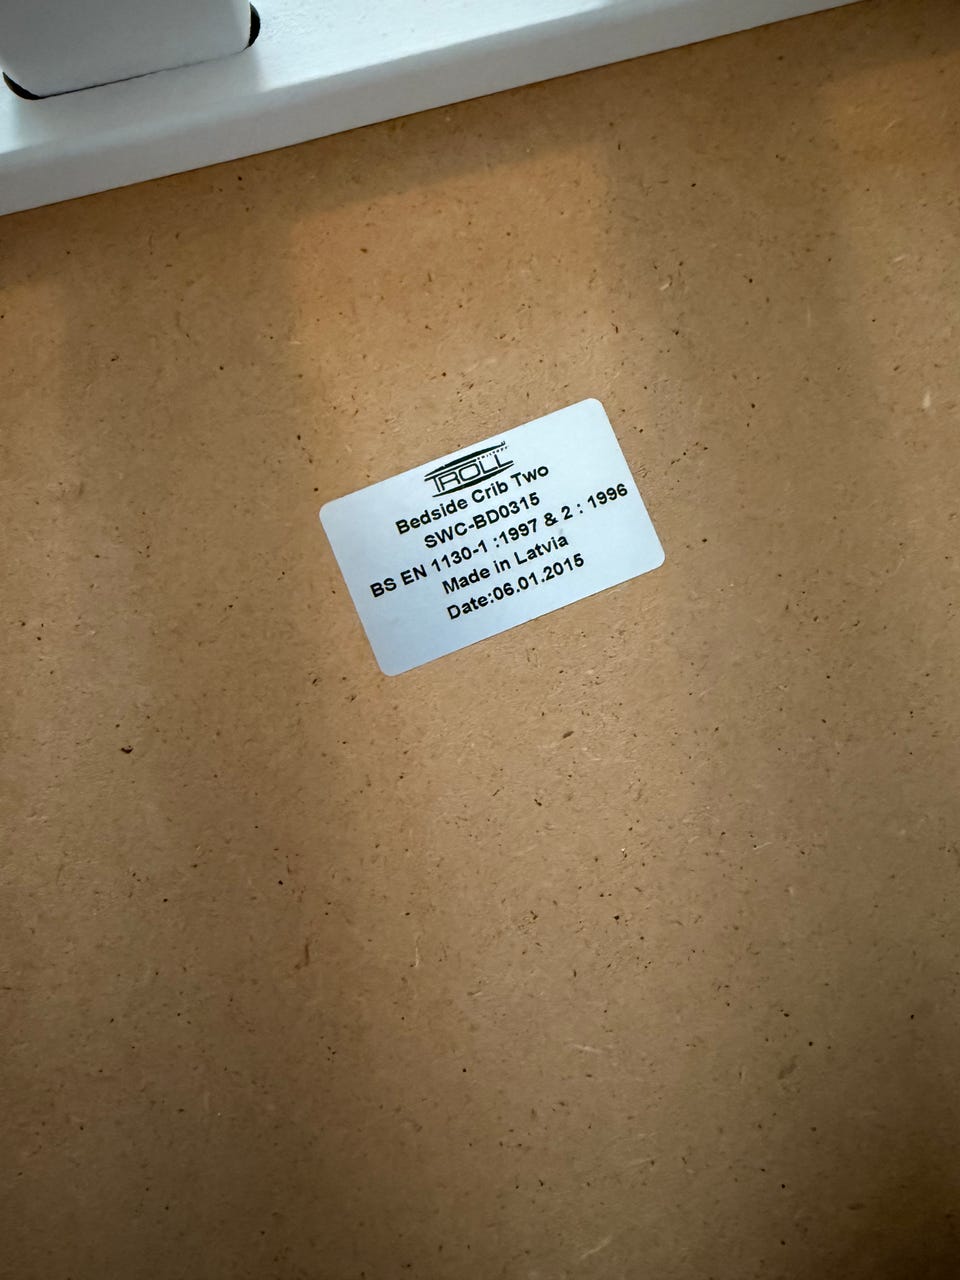 TROLL
Bedside Crib Two
SWC-BD0315
BS EN 1130-1 :1997 & 2 : 1996
Made in Latvia
Date:06.01.2015